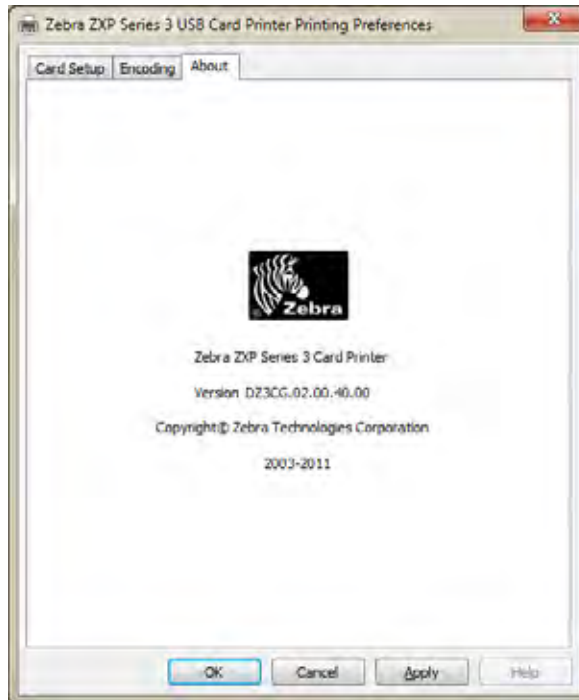 Zebra ZXP Series 3 USB Card Printer Printing Preferences
Card Setup Encoding About
Zebra
Zebra ZXP Series 3 Card Printer
Version DZ3CG.02.00.40.00
Copyright© Zebra Technologies Corporation
2003-2011
OK Cancel Apply Help